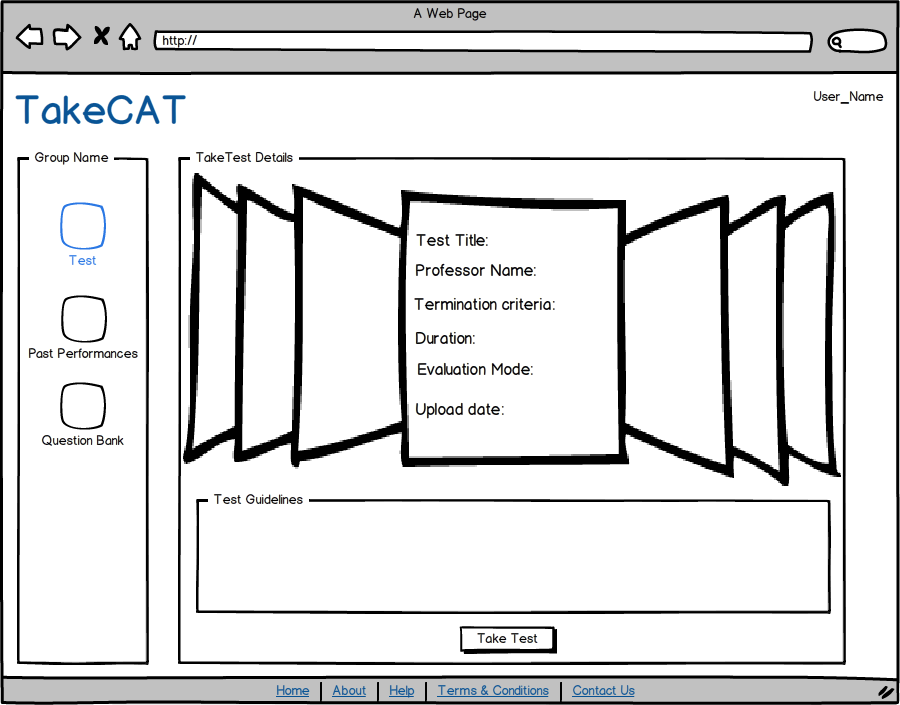 A Web Page
http://
TakeCAT
User_Name
Group Name
Test
Past Performances
Question Bank
TakeTest Details
Test Title:
Professor Name:
Termination criteria:
Duration:
Evaluation Mode:
Upload date:
Test Guidelines
Take Test
Home About Help Terms & Conditions Contact Us